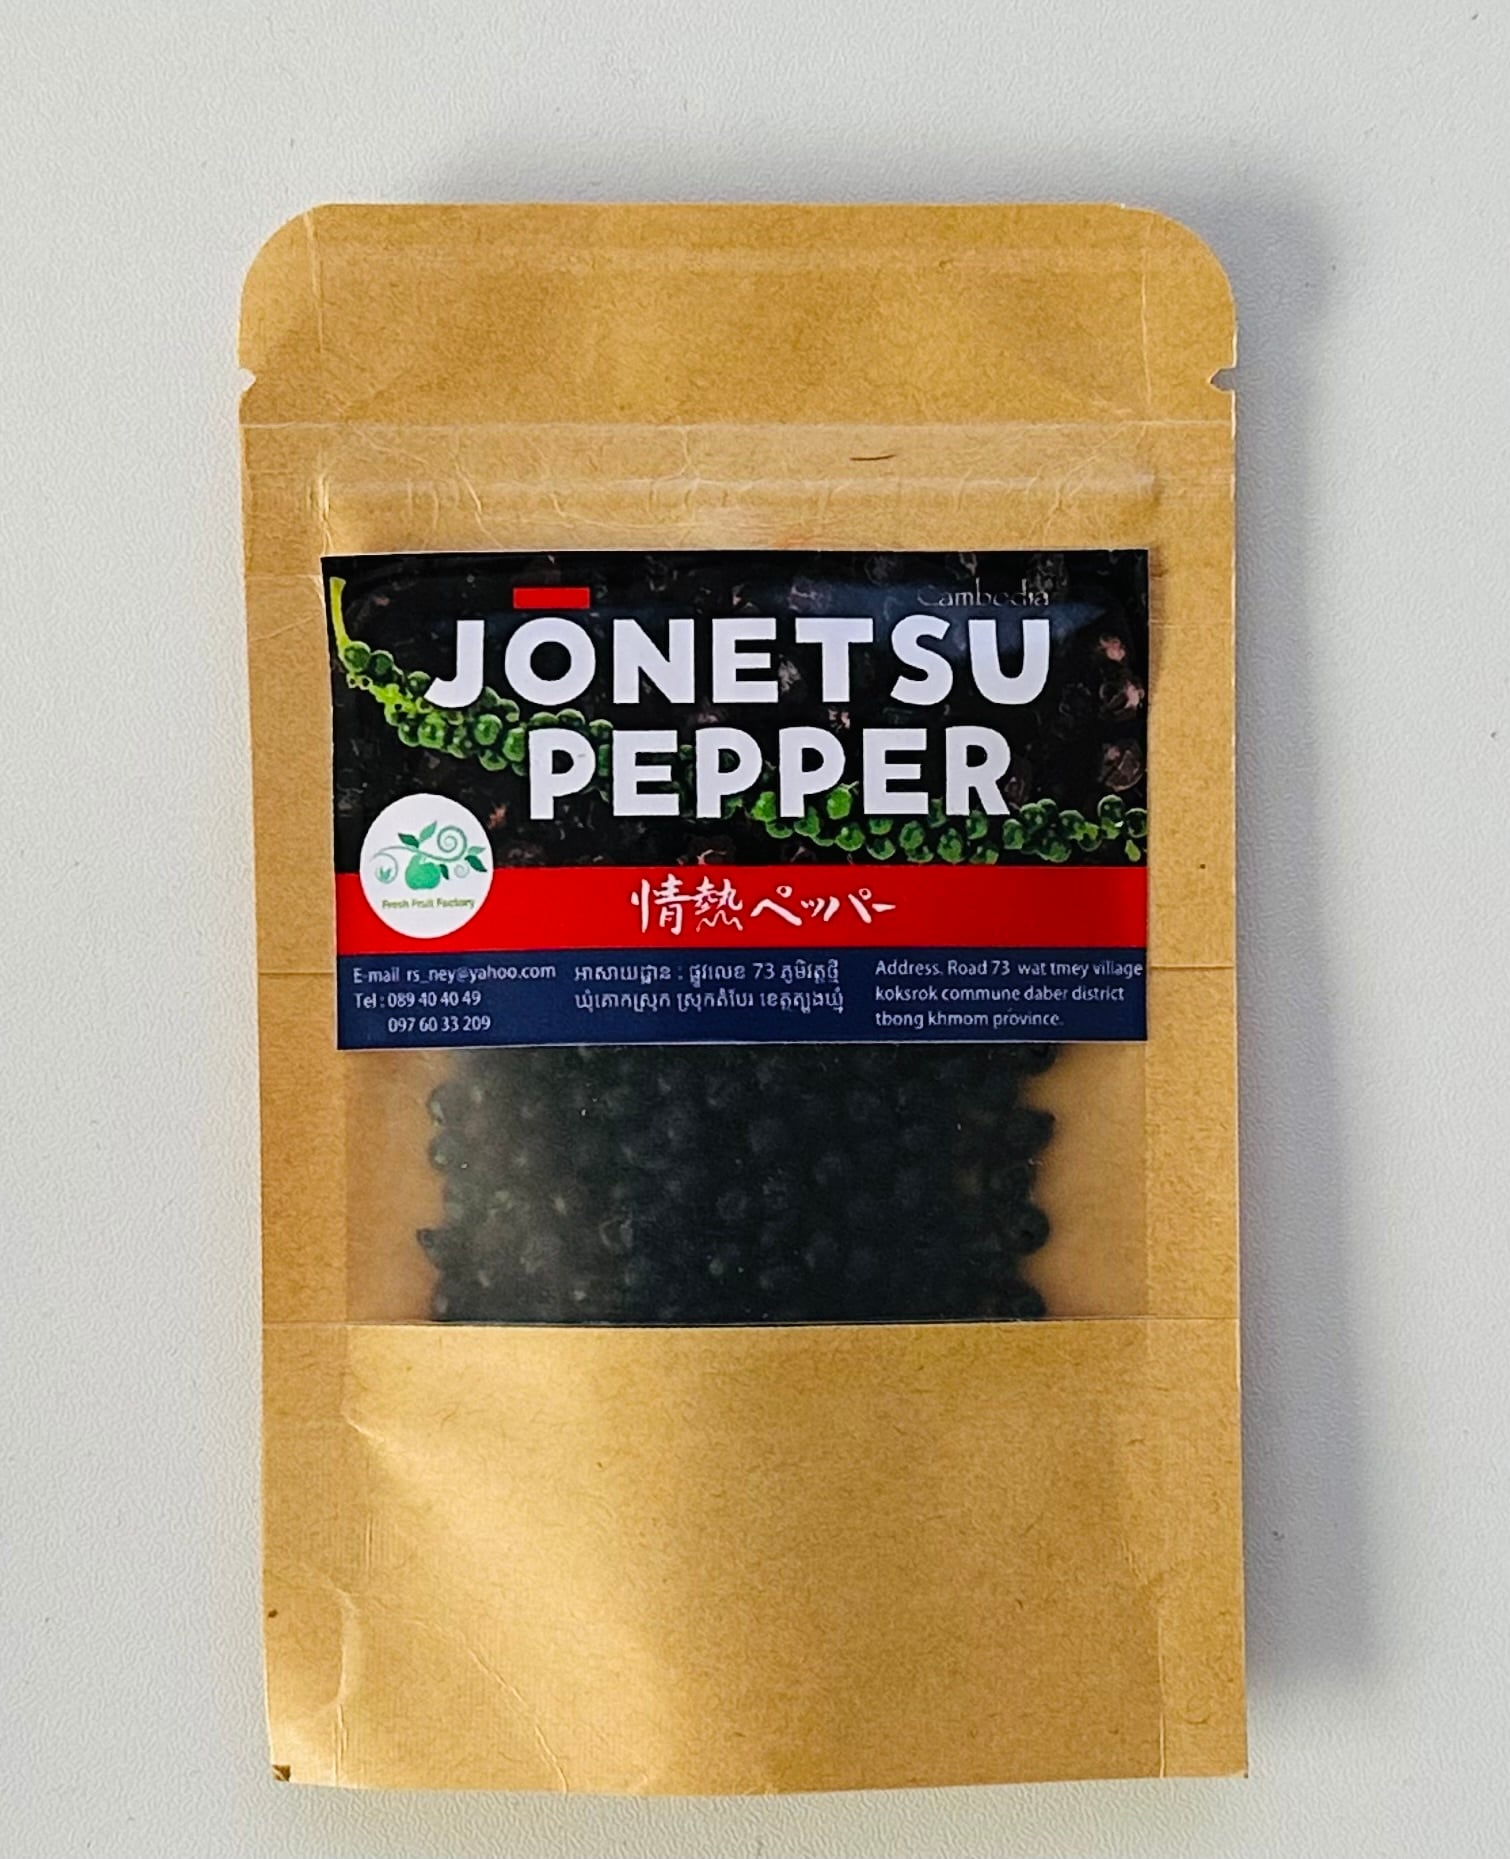 Cambodia
JŌNETSU
PEPPER
Fresh Fruit Factory
情熱ペッパー
E-mail rs_ney@yahoo.com
Tel : 089 40 40 49
097 60 33 209
អាសាយដ្ឋាន : ផ្លូវលេខ 73 ភូមិវត្តថ្មី
ឃុំគោកស្រុក ស្រុកតំបែរ ខេត្តត្បូងឃ្មុំ
Address. Road 73 wat tmey village
koksrok commune daber district
tbong khmom province.